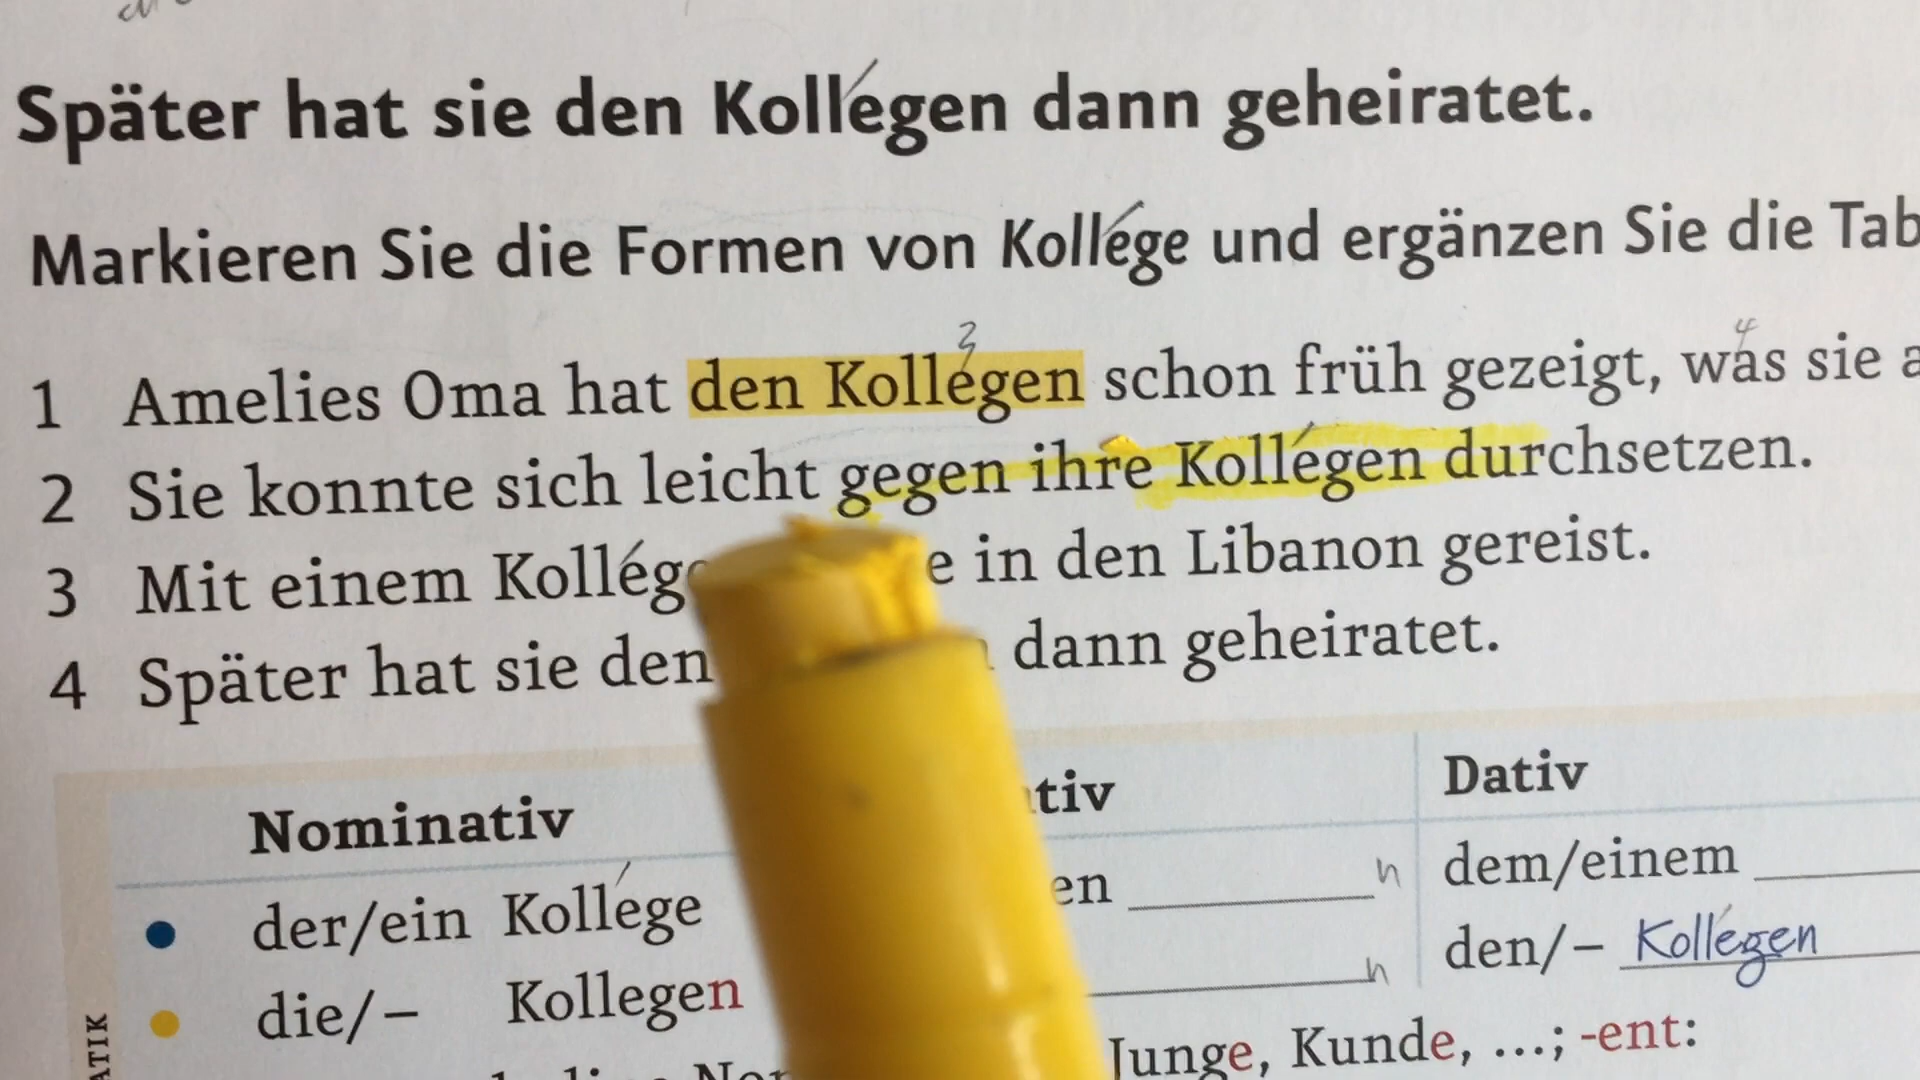 Später hat sie den Kollegen dann geheiratet.
Markieren Sie die Formen von Kollege und ergänzen Sie die Tab
3 4
1 Amelies Oma hat den Kollegen schon früh gezeigt, was sie a
2 Sie konnte sich leicht gegen ihre Kollegen durchsetzen.
3 Mit einem in den Libanon gereist.
4 Später hat sie den dann geheiratet.
Nominativ tiv Dativ
der/ein Kollege en n dem/einem
die/– Kollegen n den/– Kollegen
Junge, Kunde, ...; -ent:
ATIK